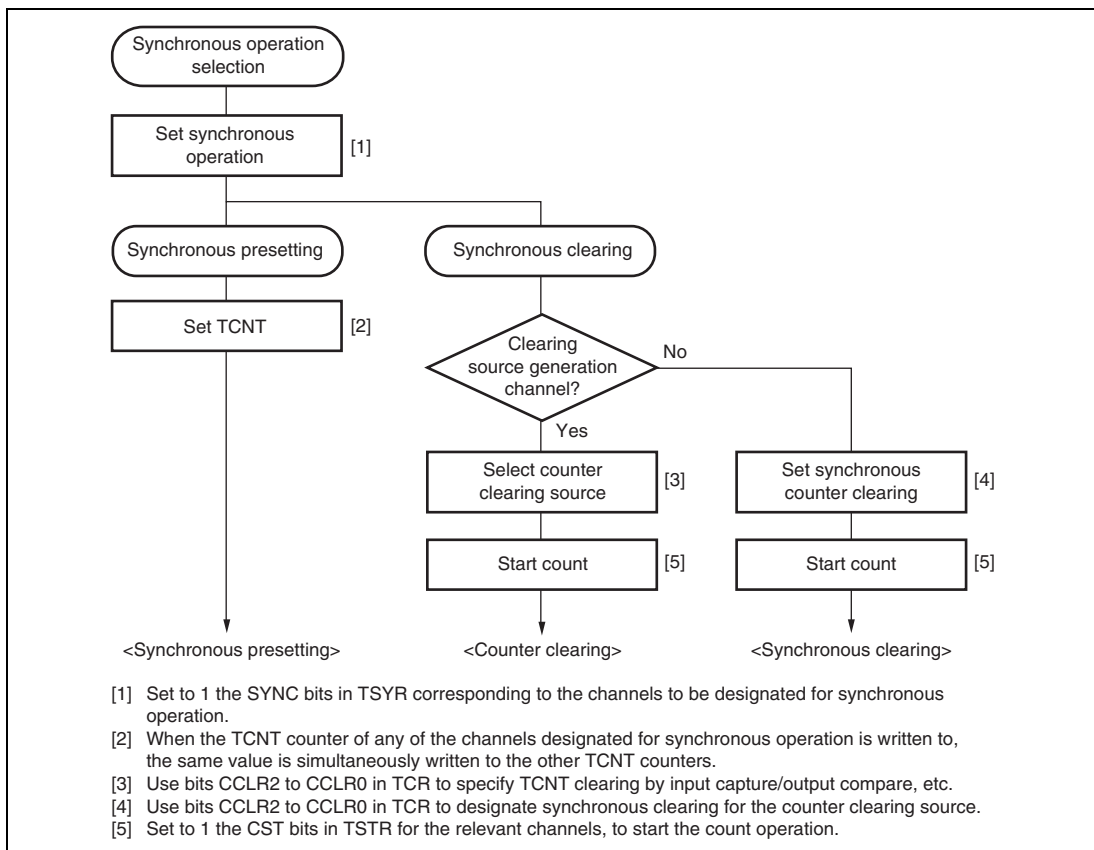 Synchronous operation
selection
Set synchronous
operation
[1]
Synchronous presetting
Synchronous clearing
Set TCNT
[2]
Clearing
source generation
channel?
No
Yes
Select counter
clearing source
[3]
Set synchronous
counter clearing
[4]
Start count
[5]
Start count
[5]
<Synchronous presetting>
<Counter clearing>
<Synchronous clearing>
[1] Set to 1 the SYNC bits in TSYR corresponding to the channels to be designated for synchronous
operation.
[2] When the TCNT counter of any of the channels designated for synchronous operation is written to,
the same value is simultaneously written to the other TCNT counters.
[3] Use bits CCLR2 to CCLR0 in TCR to specify TCNT clearing by input capture/output compare, etc.
[4] Use bits CCLR2 to CCLR0 in TCR to designate synchronous clearing for the counter clearing source.
[5] Set to 1 the CST bits in TSTR for the relevant channels, to start the count operation.